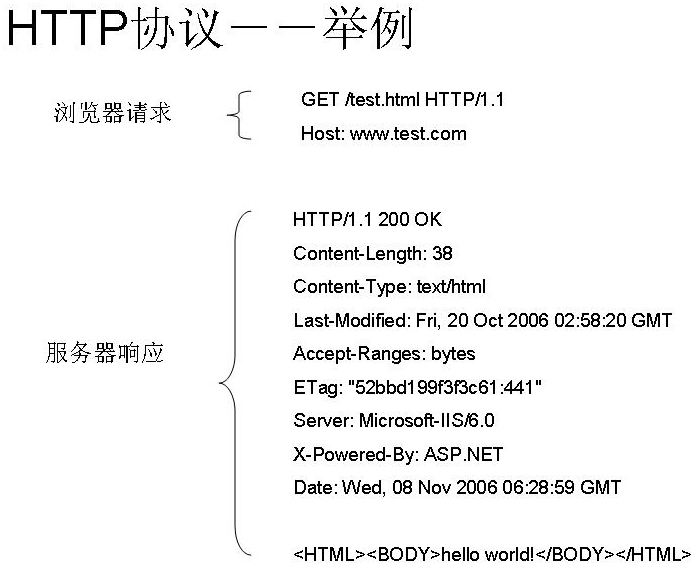 HTTP协议－－举例
浏览器请求
GET /test.html HTTP/1.1
Host: www.test.com
服务器响应
HTTP/1.1 200 OK
Content-Length: 38
Content-Type: text/html
Last-Modified: Fri, 20 Oct 2006 02:58:20 GMT
Accept-Ranges: bytes
ETag: "52bbd199f3f3c61:441"
Server: Microsoft-IIS/6.0
X-Powered-By: ASP.NET
Date: Wed, 08 Nov 2006 06:28:59 GMT
<HTML><BODY>hello world!</BODY></HTML>